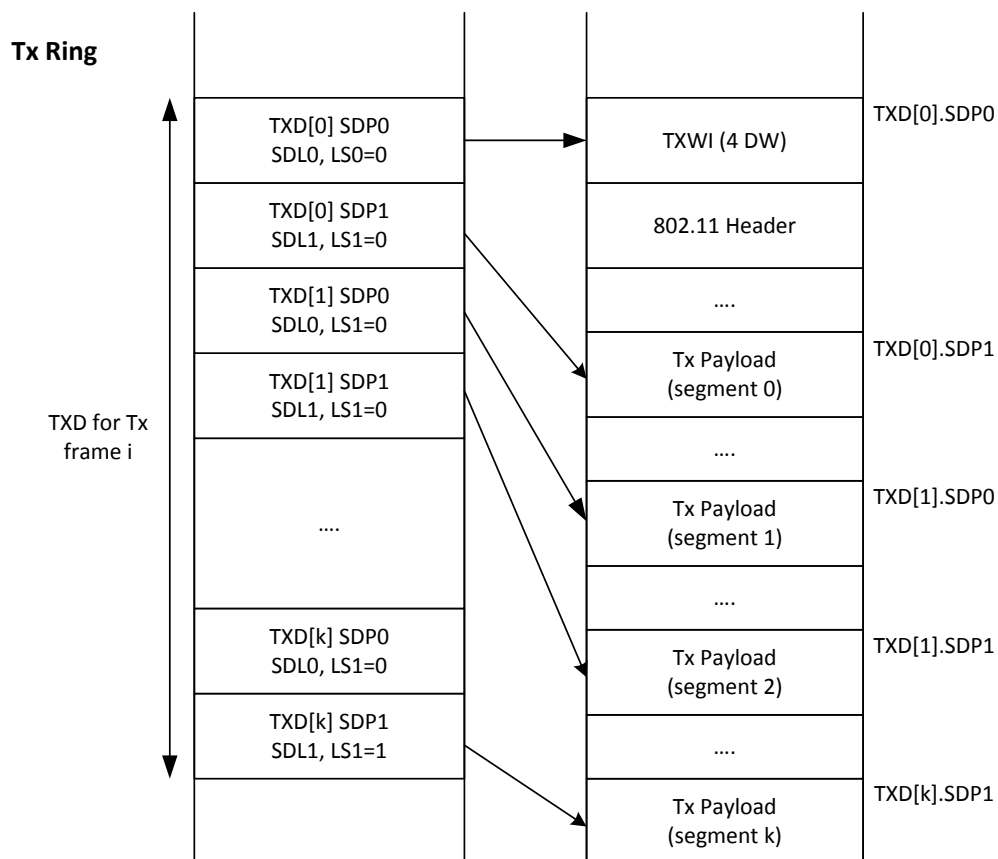 Tx Ring
TXD for Tx
frame i
TXD[0] SDP0
SDL0, LS0=0
TXD[0] SDP1
SDL1, LS1=0
TXD[1] SDP0
SDL0, LS1=0
TXD[1] SDP1
SDL1, LS1=0
....
TXD[k] SDP0
SDL0, LS1=0
TXD[k] SDP1
SDL1, LS1=1
TXWI (4 DW)
802.11 Header
....
Tx Payload
(segment 0)
....
Tx Payload
(segment 1)
....
Tx Payload
(segment 2)
....
Tx Payload
(segment k)
TXD[0].SDP0
TXD[0].SDP1
TXD[1].SDP0
TXD[1].SDP1
TXD[k].SDP1